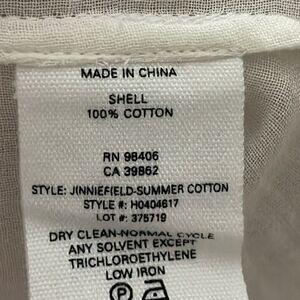 MADE IN CHINA
SHELL
100% COTTON
RN 98406
CA 39862
STYLE: JINNIEFIELD-SUMMER COTTON
STYLE #: H0404617
LOT #: 375719
DRY CLEAN-NORMAL CYCLE
ANY SOLVENT EXCEPT
TRICHLOROETHYLENE
LOW IRON
P